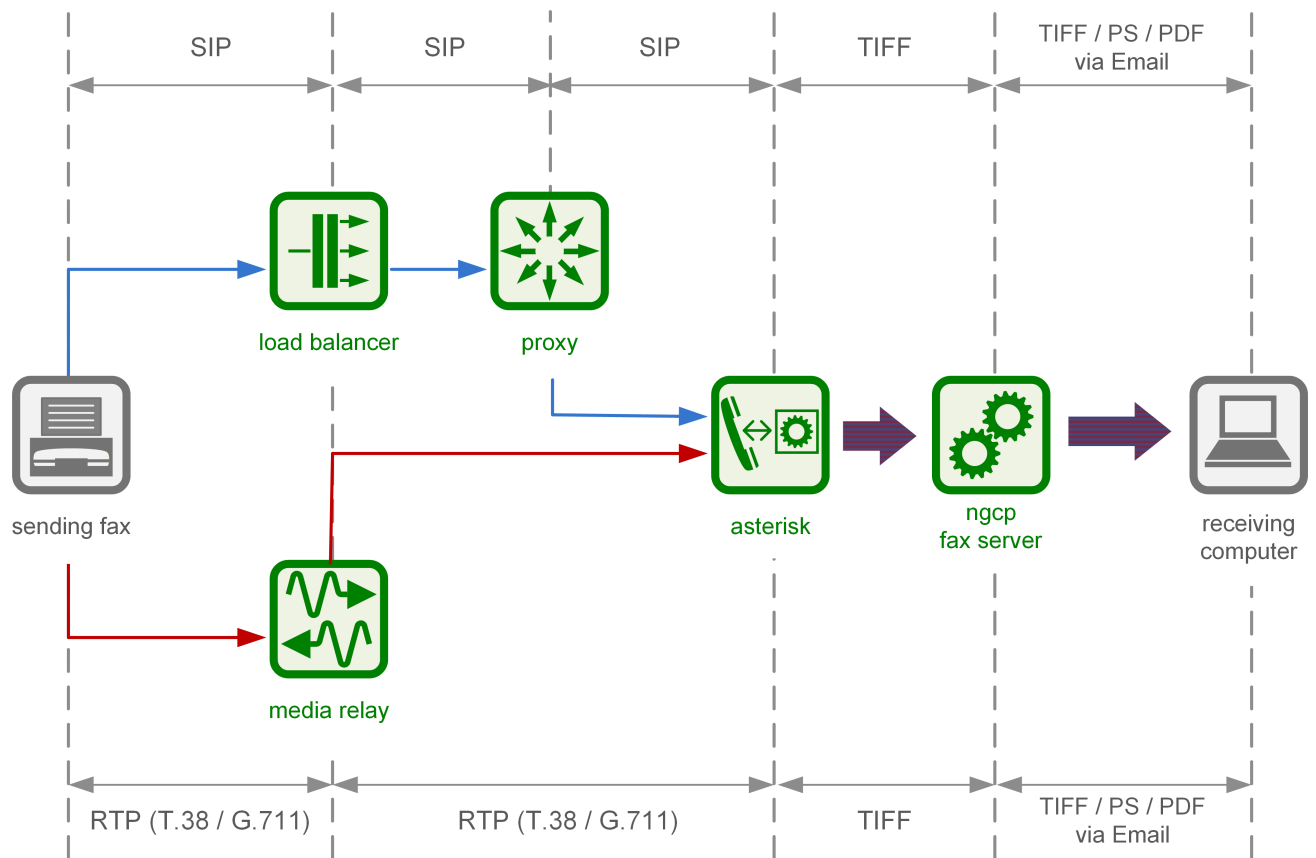 SIP
SIP
SIP
TIFF
TIFF / PS / PDF
via Email
load balancer
proxy
sending fax
asterisk
ngcp
fax server
receiving
computer
media relay
RTP (T.38 / G.711)
RTP (T.38 / G.711)
TIFF
TIFF / PS / PDF
via Email